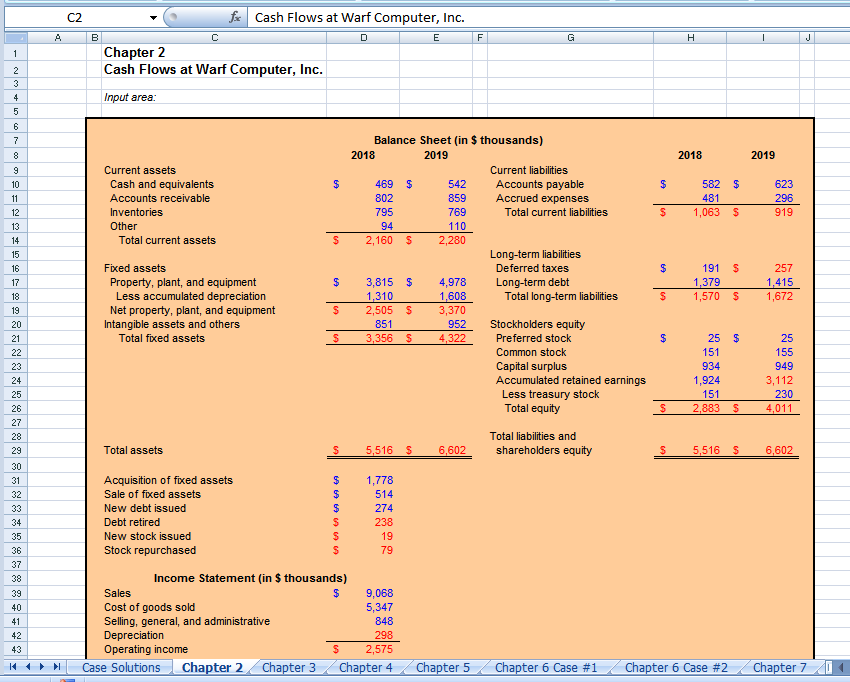 C2 fx Cash Flows at Warf Computer, Inc.
A B C D E F G H I J
1 Chapter 2
2 Cash Flows at Warf Computer, Inc.
3
4 Input area:
5
6
7 Balance Sheet (in $ thousands)
8 2018 2019 2018 2019
9 Current assets Current liabilities
10 Cash and equivalents $ 469 $ 542 Accounts payable $ 582 $ 623
11 Accounts receivable 802 859 Accrued expenses 481 296
12 Inventories 795 769 Total current liabilities $ 1,063 $ 919
13 Other 94 110
14 Total current assets $ 2,160 $ 2,280
15 Long-term liabilities
16 Fixed assets Deferred taxes $ 191 $ 257
17 Property, plant, and equipment $ 3,815 $ 4,978 Long-term debt 1,379 1,415
18 Less accumulated depreciation 1,310 1,608 Total long-term liabilities $ 1,570 $ 1,672
19 Net property, plant, and equipment $ 2,505 $ 3,370
20 Intangible assets and others 851 952 Stockholders equity
21 Total fixed assets $ 3,356 $ 4,322 Preferred stock $ 25 $ 25
22 Common stock 151 155
23 Capital surplus 934 949
24 Accumulated retained earnings 1,924 3,112
25 Less treasury stock 151 230
26 Total equity $ 2,883 $ 4,011
27
28 Total liabilities and
29 Total assets $ 5,516 $ 6,602 shareholders equity $ 5,516 $ 6,602
30
31 Acquisition of fixed assets $ 1,778
32 Sale of fixed assets $ 514
33 New debt issued $ 274
34 Debt retired $ 238
35 New stock issued $ 19
36 Stock repurchased $ 79
37
38 Income Statement (in $ thousands)
39 Sales $ 9,068
40 Cost of goods sold 5,347
41 Selling, general, and administrative 848
42 Depreciation 298
43 Operating income $ 2,575
Case Solutions Chapter 2 Chapter 3 Chapter 4 Chapter 5 Chapter 6 Case #1 Chapter 6 Case #2 Chapter 7